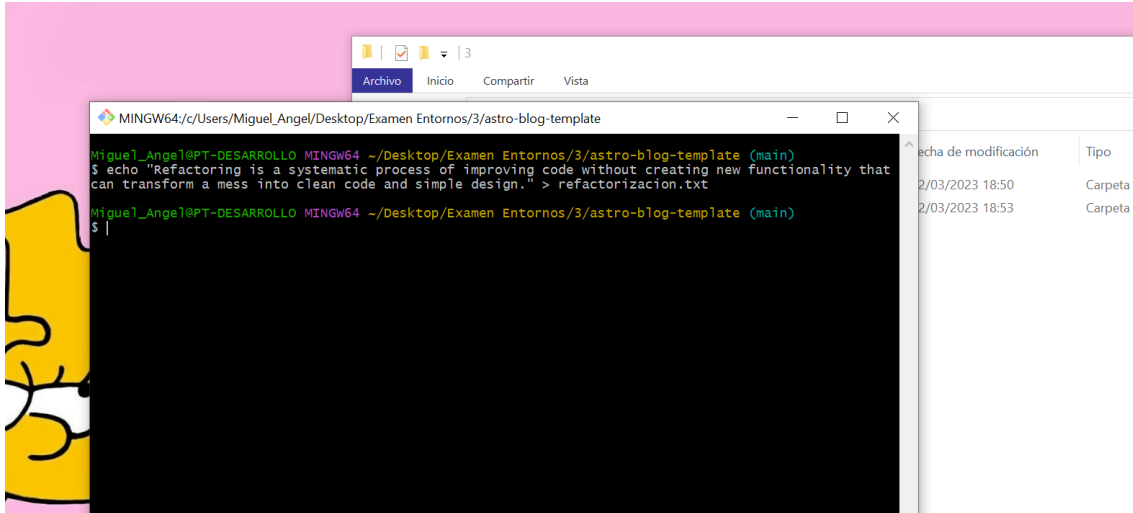 3
Archivo Inicio Compartir Vista
MINGW64:/c/Users/Miguel_Angel/Desktop/Examen Entornos/3/astro-blog-template
Miguel_Angel@PT-DESARROLLO MINGW64 ~/Desktop/Examen Entornos/3/astro-blog-template (main)
$ echo "Refactoring is a systematic process of improving code without creating new functionality that
can transform a mess into clean code and simple design." > refactorizacion.txt
Miguel_Angel@PT-DESARROLLO MINGW64 ~/Desktop/Examen Entornos/3/astro-blog-template (main)
$
echa de modificación Tipo
2/03/2023 18:50 Carpeta
2/03/2023 18:53 Carpeta